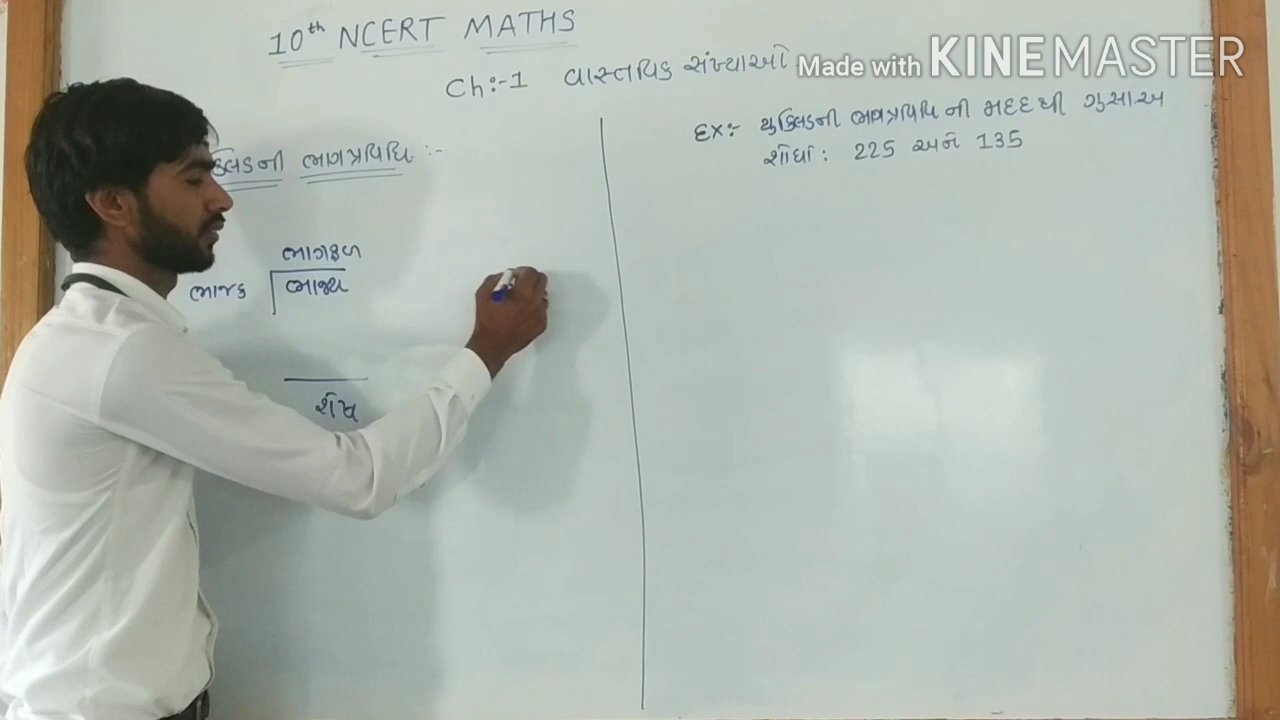 10th NCERT MATHS
Ch:-1 વાસ્તવિક સંખ્યાઓ
Made with KINEMASTER
ક્લિડની ભાગપ્રવિધિ :-
ભાગફળ
ભાજક ભાજ્ય
શેષ
Ex:- યુક્લિડની ભાગપ્રવિધિ ની મદદથી ગુસાઅ
શોધો : 225 અને 135